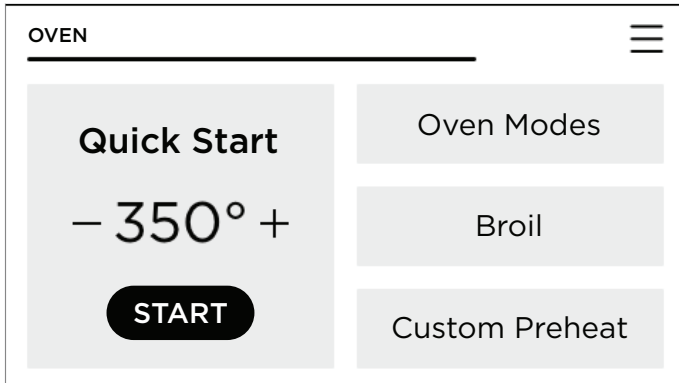 OVEN
Quick Start
− 350° +
START
Oven Modes
Broil
Custom Preheat